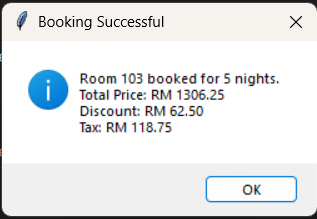 Booking Successful
Room 103 booked for 5 nights.
Total Price: RM 1306.25
Discount: RM 62.50
Tax: RM 118.75
OK